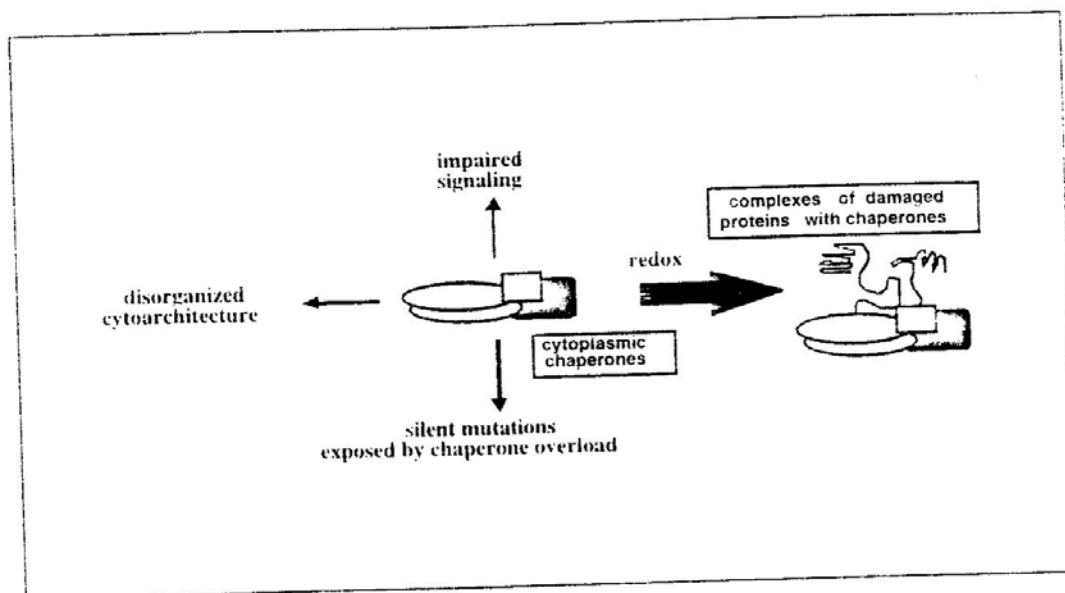 impaired
signaling
complexes of damaged
proteins with chaperones
redox
disorganized
cytoarchitecture
cytoplasmic
chaperones
silent mutations
exposed by chaperone overload